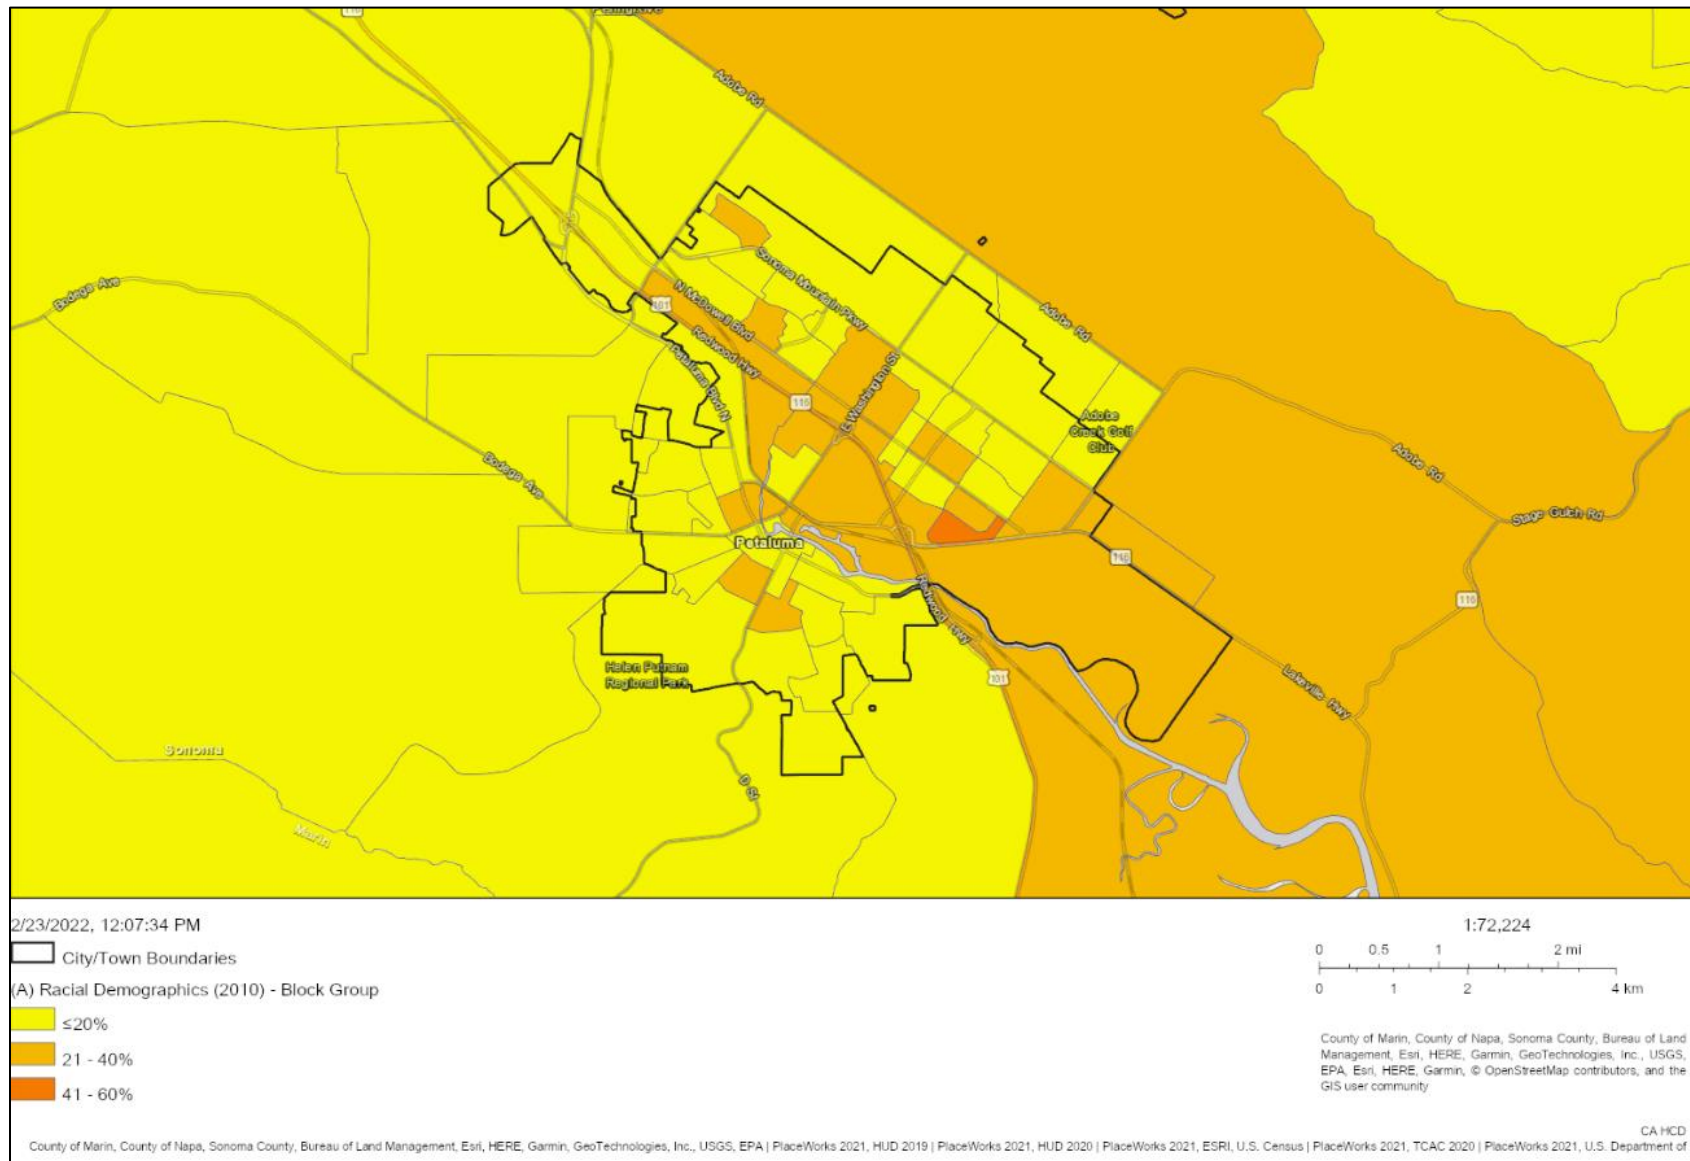 116
Penngrove
Adobe Rd
Sonoma Mountain Pkwy
Bodega Ave
N McDowell Blvd
101
Redwood Hwy
Adobe Rd
Petaluma Blvd N
E Washington St
116
Adobe
Creek Golf
Club
Adobe Rd
Bodega Ave
Stage Gulch Rd
Petaluma
116
Redwood Hwy
116
Helen Putnam
Regional Park
101
Lakeville Hwy
Sonoma
D St
Marin
2/23/2022, 12:07:34 PM
City/Town Boundaries
(A) Racial Demographics (2010) - Block Group
≤20%
21 - 40%
41 - 60%
1:72,224
0 0.5 1 2 mi
0 1 2 4 km
County of Marin, County of Napa, Sonoma County, Bureau of Land
Management, Esri, HERE, Garmin, GeoTechnologies, Inc., USGS,
EPA, Esri, HERE, Garmin, © OpenStreetMap contributors, and the
GIS user community
CA HCD
County of Marin, County of Napa, Sonoma County, Bureau of Land Management, Esri, HERE, Garmin, GeoTechnologies, Inc., USGS, EPA | PlaceWorks 2021, HUD 2019 | PlaceWorks 2021, HUD 2020 | PlaceWorks 2021, ESRI, U.S. Census | PlaceWorks 2021, TCAC 2020 | PlaceWorks 2021, U.S. Department of